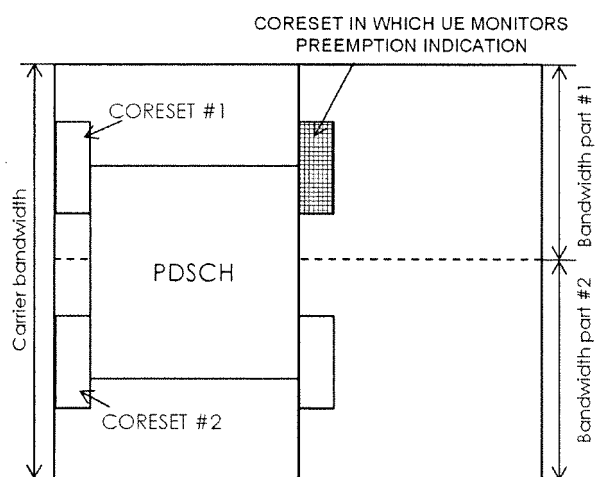 CORESET IN WHICH UE MONITORS
PREEMPTION INDICATION
CORESET #1
Carrier bandwidth
PDSCH
CORESET #2
Bandwidth part #1
Bandwidth part #2